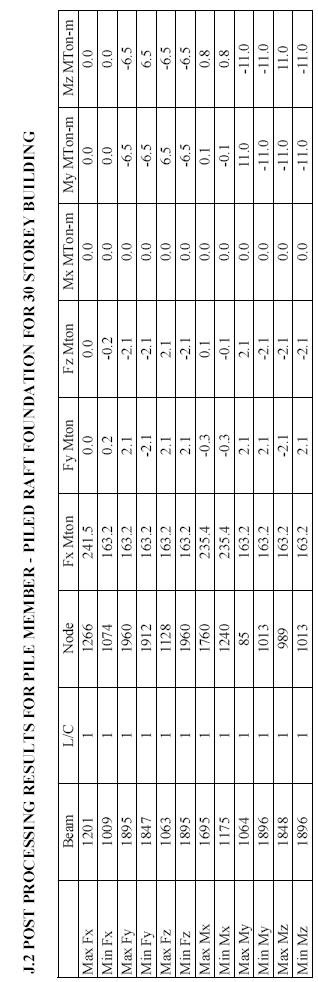 J.2 POST PROCESSING RESULTS FOR PILE MEMBER - PILED RAFT FOUNDATION FOR 30 STOREY BUILDING
Beam L/C Node Fx Mton Fy Mton Fz Mton Mx MTon-m My MTon-m Mz MTon-m
Max Fx 1201 1 1266 241.5 0.0 0.0 0.0 0.0 0.0
Min Fx 1009 1 1074 163.2 0.2 -0.2 0.0 0.0 0.0
Max Fy 1895 1 1960 163.2 2.1 -2.1 0.0 -6.5 -6.5
Min Fy 1847 1 1912 163.2 -2.1 -2.1 0.0 -6.5 6.5
Max Fz 1063 1 1128 163.2 2.1 2.1 0.0 6.5 -6.5
Min Fz 1895 1 1960 163.2 2.1 -2.1 0.0 -6.5 -6.5
Max Mx 1695 1 1760 235.4 -0.3 0.1 0.0 0.1 0.8
Min Mx 1175 1 1240 235.4 -0.3 -0.1 0.0 -0.1 0.8
Max My 1064 1 85 163.2 2.1 2.1 0.0 11.0 -11.0
Min My 1896 1 1013 163.2 2.1 -2.1 0.0 -11.0 -11.0
Max Mz 1848 1 989 163.2 -2.1 -2.1 0.0 -11.0 11.0
Min Mz 1896 1 1013 163.2 2.1 -2.1 0.0 -11.0 -11.0